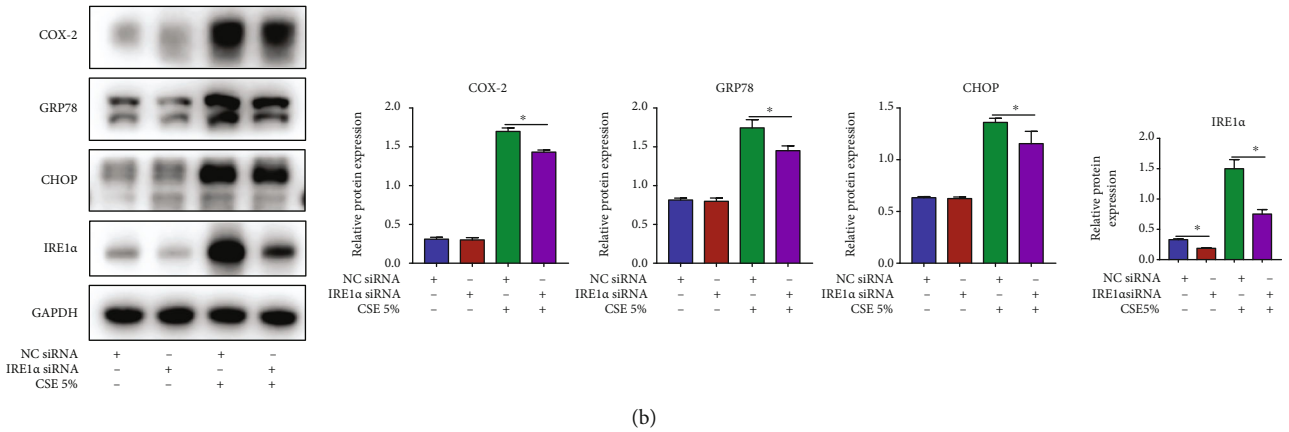 COX-2
GRP78
CHOP
IRE1α
GAPDH
NC siRNA + – + –
IRE1α siRNA – + – +
CSE 5% – – + +
COX-2
Relative protein expression
2.0
1.5
1.0
0.5
0.0
*
NC siRNA + – + –
IRE1α siRNA – + – +
CSE 5% – – + +
GRP78
Relative protein expression
2.0
1.5
1.0
0.5
0.0
*
NC siRNA + – + –
IRE1α siRNA – + – +
CSE 5% – – + +
CHOP
Relative protein expression
1.5
1.0
0.5
0.0
*
NC siRNA + – + –
IRE1α siRNA – + – +
CSE 5% – – + +
IRE1α
Relative protein
expression
2.0
1.5
1.0
0.5
0.0
*
*
NC siRNA + – + –
IRE1αsiRNA – + – +
CSE5% – – + +
(b)